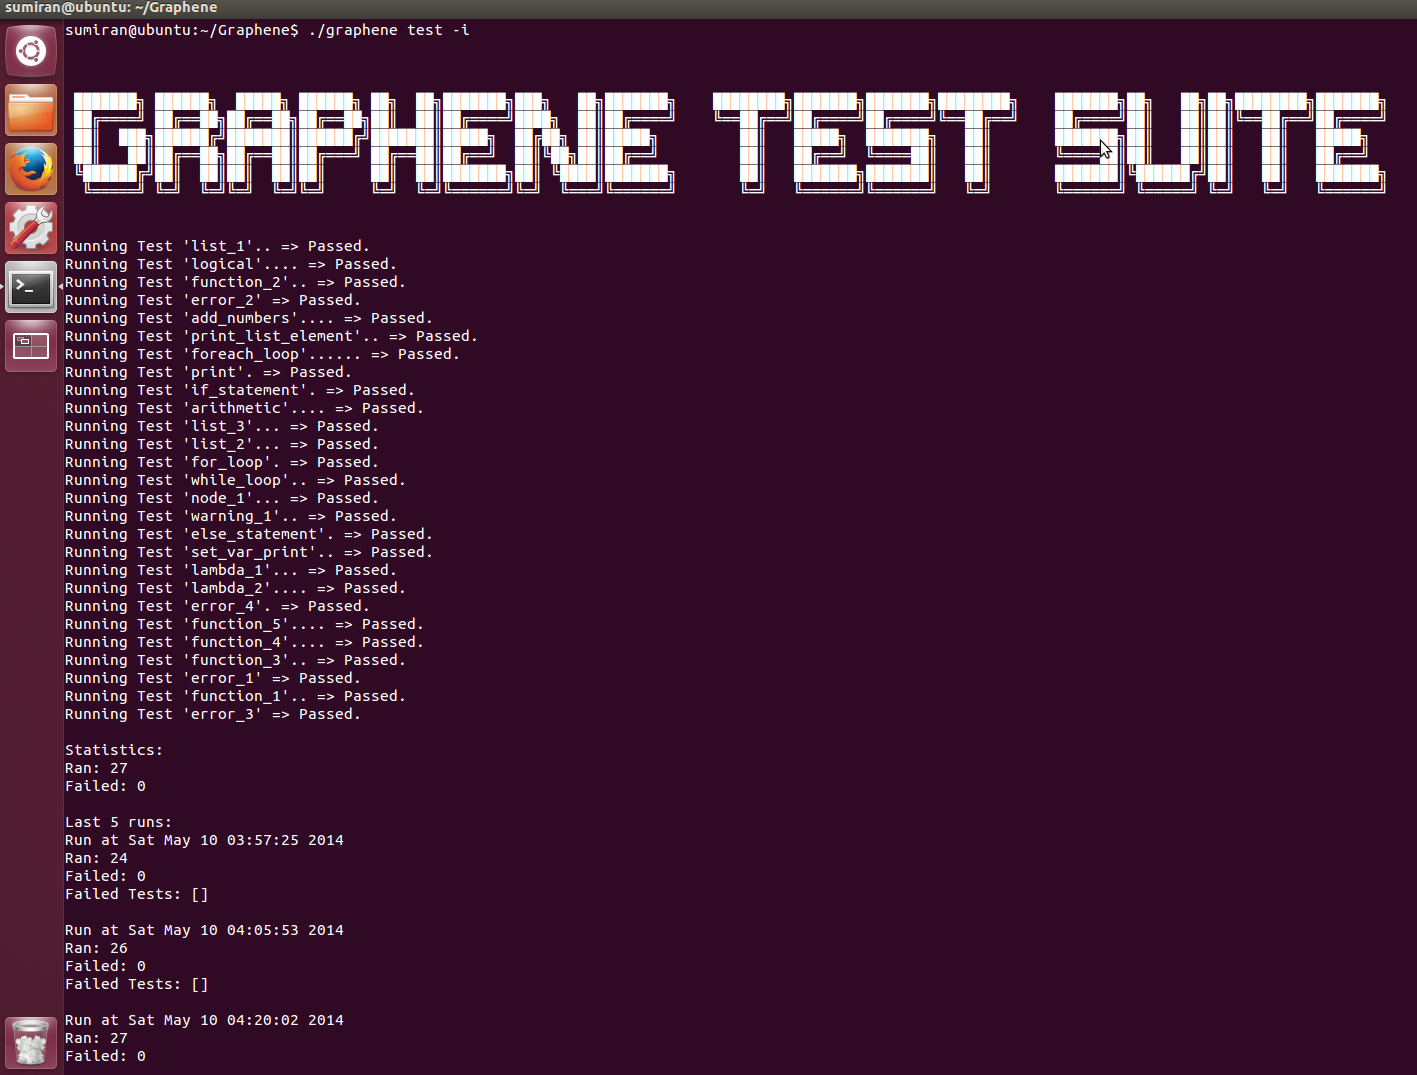 sumiran@ubuntu: ~/Graphene
sumiran@ubuntu:~/Graphene$ ./graphene test -i
GRAPHENE TEST SUITE
Running Test 'list_1'.. => Passed.
Running Test 'logical'.... => Passed.
Running Test 'function_2'.. => Passed.
Running Test 'error_2' => Passed.
Running Test 'add_numbers'.... => Passed.
Running Test 'print_list_element'.. => Passed.
Running Test 'foreach_loop'...... => Passed.
Running Test 'print'. => Passed.
Running Test 'if_statement'. => Passed.
Running Test 'arithmetic'.... => Passed.
Running Test 'list_3'... => Passed.
Running Test 'list_2'... => Passed.
Running Test 'for_loop'. => Passed.
Running Test 'while_loop'.. => Passed.
Running Test 'node_1'... => Passed.
Running Test 'warning_1'.. => Passed.
Running Test 'else_statement'. => Passed.
Running Test 'set_var_print'.. => Passed.
Running Test 'lambda_1'... => Passed.
Running Test 'lambda_2'.... => Passed.
Running Test 'error_4'. => Passed.
Running Test 'function_5'.... => Passed.
Running Test 'function_4'.... => Passed.
Running Test 'function_3'.. => Passed.
Running Test 'error_1' => Passed.
Running Test 'function_1'.. => Passed.
Running Test 'error_3' => Passed.
Statistics:
Ran: 27
Failed: 0
Last 5 runs:
Run at Sat May 10 03:57:25 2014
Ran: 24
Failed: 0
Failed Tests: []
Run at Sat May 10 04:05:53 2014
Ran: 26
Failed: 0
Failed Tests: []
Run at Sat May 10 04:20:02 2014
Ran: 27
Failed: 0